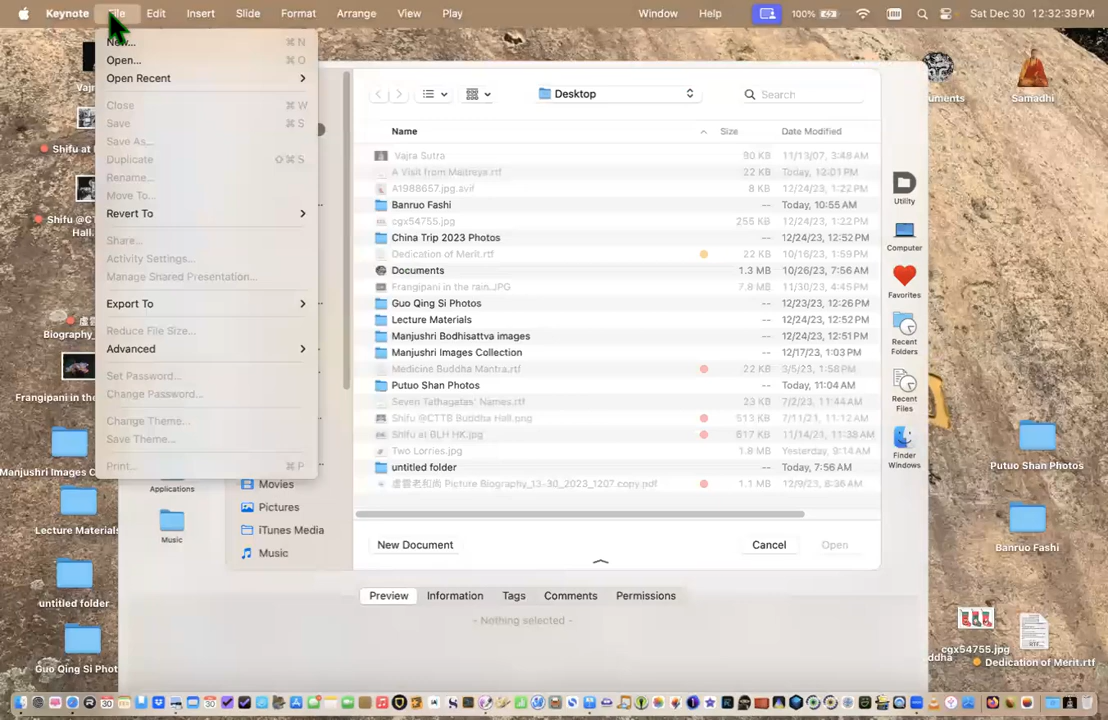 Keynote File Edit Insert Slide Format Arrange View Play Window Help 100% Sat Dec 30 12:32:39 PM
New... ⌘ N
Open... ⌘ O
Open Recent
Close ⌘ W
Save ⌘ S
Save As...
Duplicate ⇧ ⌘ S
Rename...
Move To...
Revert To
Share...
Activity Settings...
Manage Shared Presentation...
Export To
Reduce File Size...
Advanced
Set Password...
Change Password...
Change Theme...
Save Theme...
Print... ⌘ P
Desktop
Search
Name Size Date Modified
Vajra Sutra 90 KB 11/13/07, 3:48 AM
A Visit from Maitreya.rtf 22 KB Today, 12:01 PM
A1988657.jpg.avif 8 KB 12/24/23, 1:22 PM
Banruo Fashi -- Today, 10:55 AM
cgx54755.jpg 255 KB 12/24/23, 1:22 PM
China Trip 2023 Photos -- 12/24/23, 12:52 PM
Dedication of Merit.rtf 22 KB 10/16/23, 1:59 PM
Documents 1.3 MB 10/26/23, 7:56 AM
Frangipani in the rain.JPG 7.8 MB 11/30/23, 4:45 PM
Guo Qing Si Photos -- 12/23/23, 12:26 PM
Lecture Materials -- 12/24/23, 12:52 PM
Manjushri Bodhisattva images -- 12/24/23, 12:51 PM
Manjushri Images Collection -- 12/17/23, 1:03 PM
Medicine Buddha Mantra.rtf 22 KB 3/5/23, 1:58 PM
Putuo Shan Photos -- Today, 11:04 AM
Seven Tathagatas' Names.rtf 23 KB 7/2/23, 11:44 AM
Shifu @CTTB Buddha Hall.png 513 KB 7/11/21, 11:12 AM
Shifu at BLH HK.jpg 617 KB 11/14/21, 11:38 AM
Two Lorries.jpg 1.8 MB Yesterday, 9:14 AM
untitled folder -- Today, 7:56 AM
虛雲老和尚 Picture Biography_13-30_2023_1207.copy.pdf 1.1 MB 12/9/23, 8:36 AM
New Document Cancel Open
Preview Information Tags Comments Permissions
- Nothing selected -
Utility
Computer
Favorites
Recent
Folders
Recent
Files
Finder
Windows
Applications
Music
Movies
Pictures
iTunes Media
Music
Vajr
Shifu at B
Shifu @CTTB
Hall.
虛雲
Biography_
Frangipani in the
Manjushri Images C
Lecture Materials
untitled folder
Guo Qing Si Phot
uments
Samadhi
Putuo Shan Photos
Banruo Fashi
cgx54755.jpg
ddha
Dedication of Merit.rtf